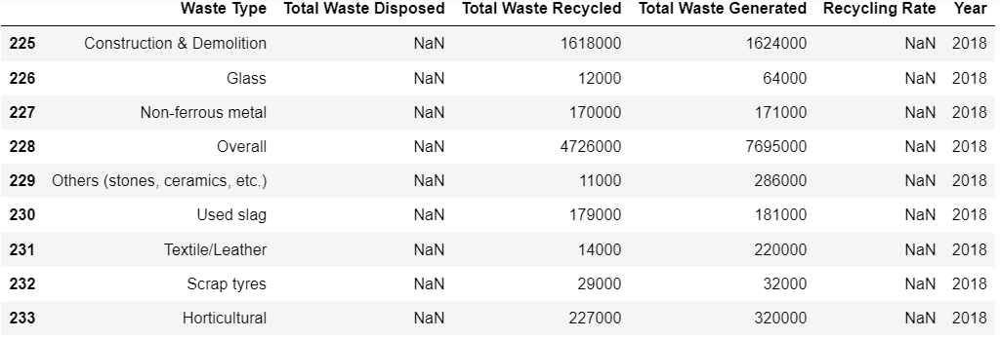 Waste Type Total Waste Disposed Total Waste Recycled Total Waste Generated Recycling Rate Year
225 Construction & Demolition NaN 1618000 1624000 NaN 2018
226 Glass NaN 12000 64000 NaN 2018
227 Non-ferrous metal NaN 170000 171000 NaN 2018
228 Overall NaN 4726000 7695000 NaN 2018
229 Others (stones, ceramics, etc.) NaN 11000 286000 NaN 2018
230 Used slag NaN 179000 181000 NaN 2018
231 Textile/Leather NaN 14000 220000 NaN 2018
232 Scrap tyres NaN 29000 32000 NaN 2018
233 Horticultural NaN 227000 320000 NaN 2018